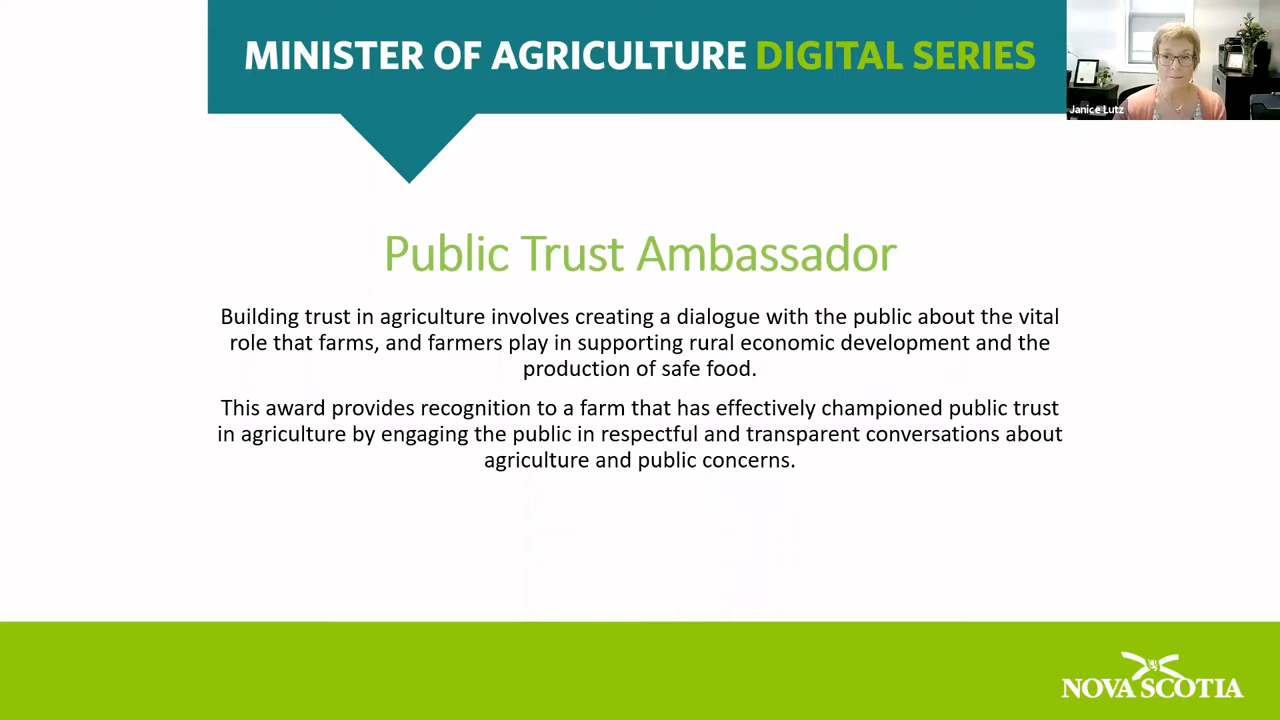 MINISTER OF AGRICULTURE DIGITAL SERIES
Janice Lutz
Public Trust Ambassador
Building trust in agriculture involves creating a dialogue with the public about the vital
role that farms, and farmers play in supporting rural economic development and the
production of safe food.
This award provides recognition to a farm that has effectively championed public trust
in agriculture by engaging the public in respectful and transparent conversations about
agriculture and public concerns.
NOVA SCOTIA